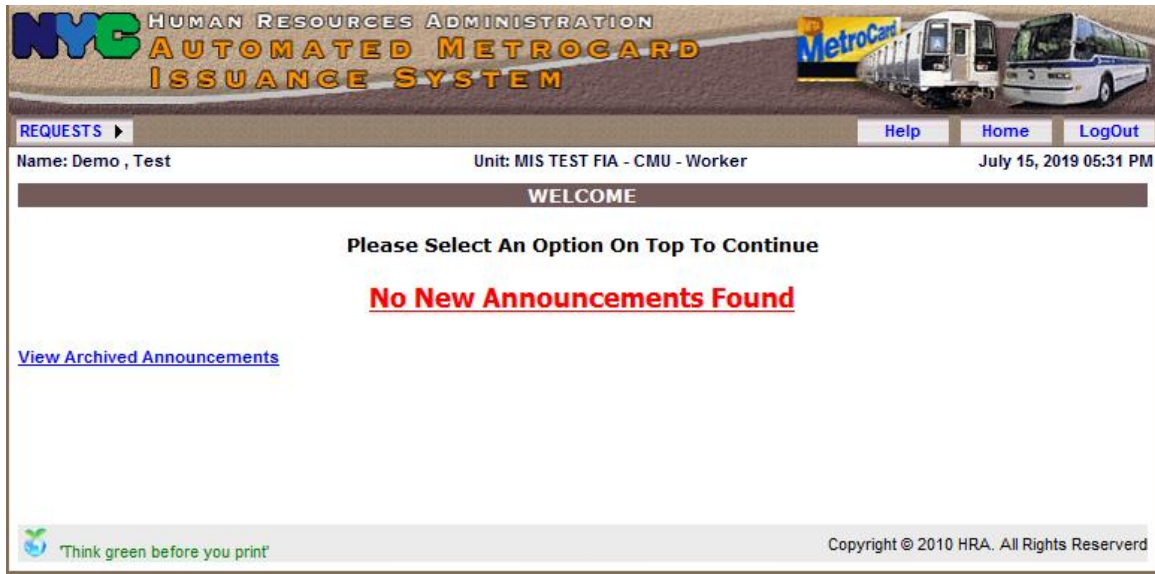 NYC HUMAN RESOURCES ADMINISTRATION
AUTOMATED METROCARD
ISSUANCE SYSTEM
MetroCard
A
REQUESTS ▶ Help Home LogOut
Name: Demo , Test Unit: MIS TEST FIA - CMU - Worker July 15, 2019 05:31 PM
WELCOME
Please Select An Option On Top To Continue
No New Announcements Found
View Archived Announcements
'Think green before you print' Copyright © 2010 HRA. All Rights Reserverd